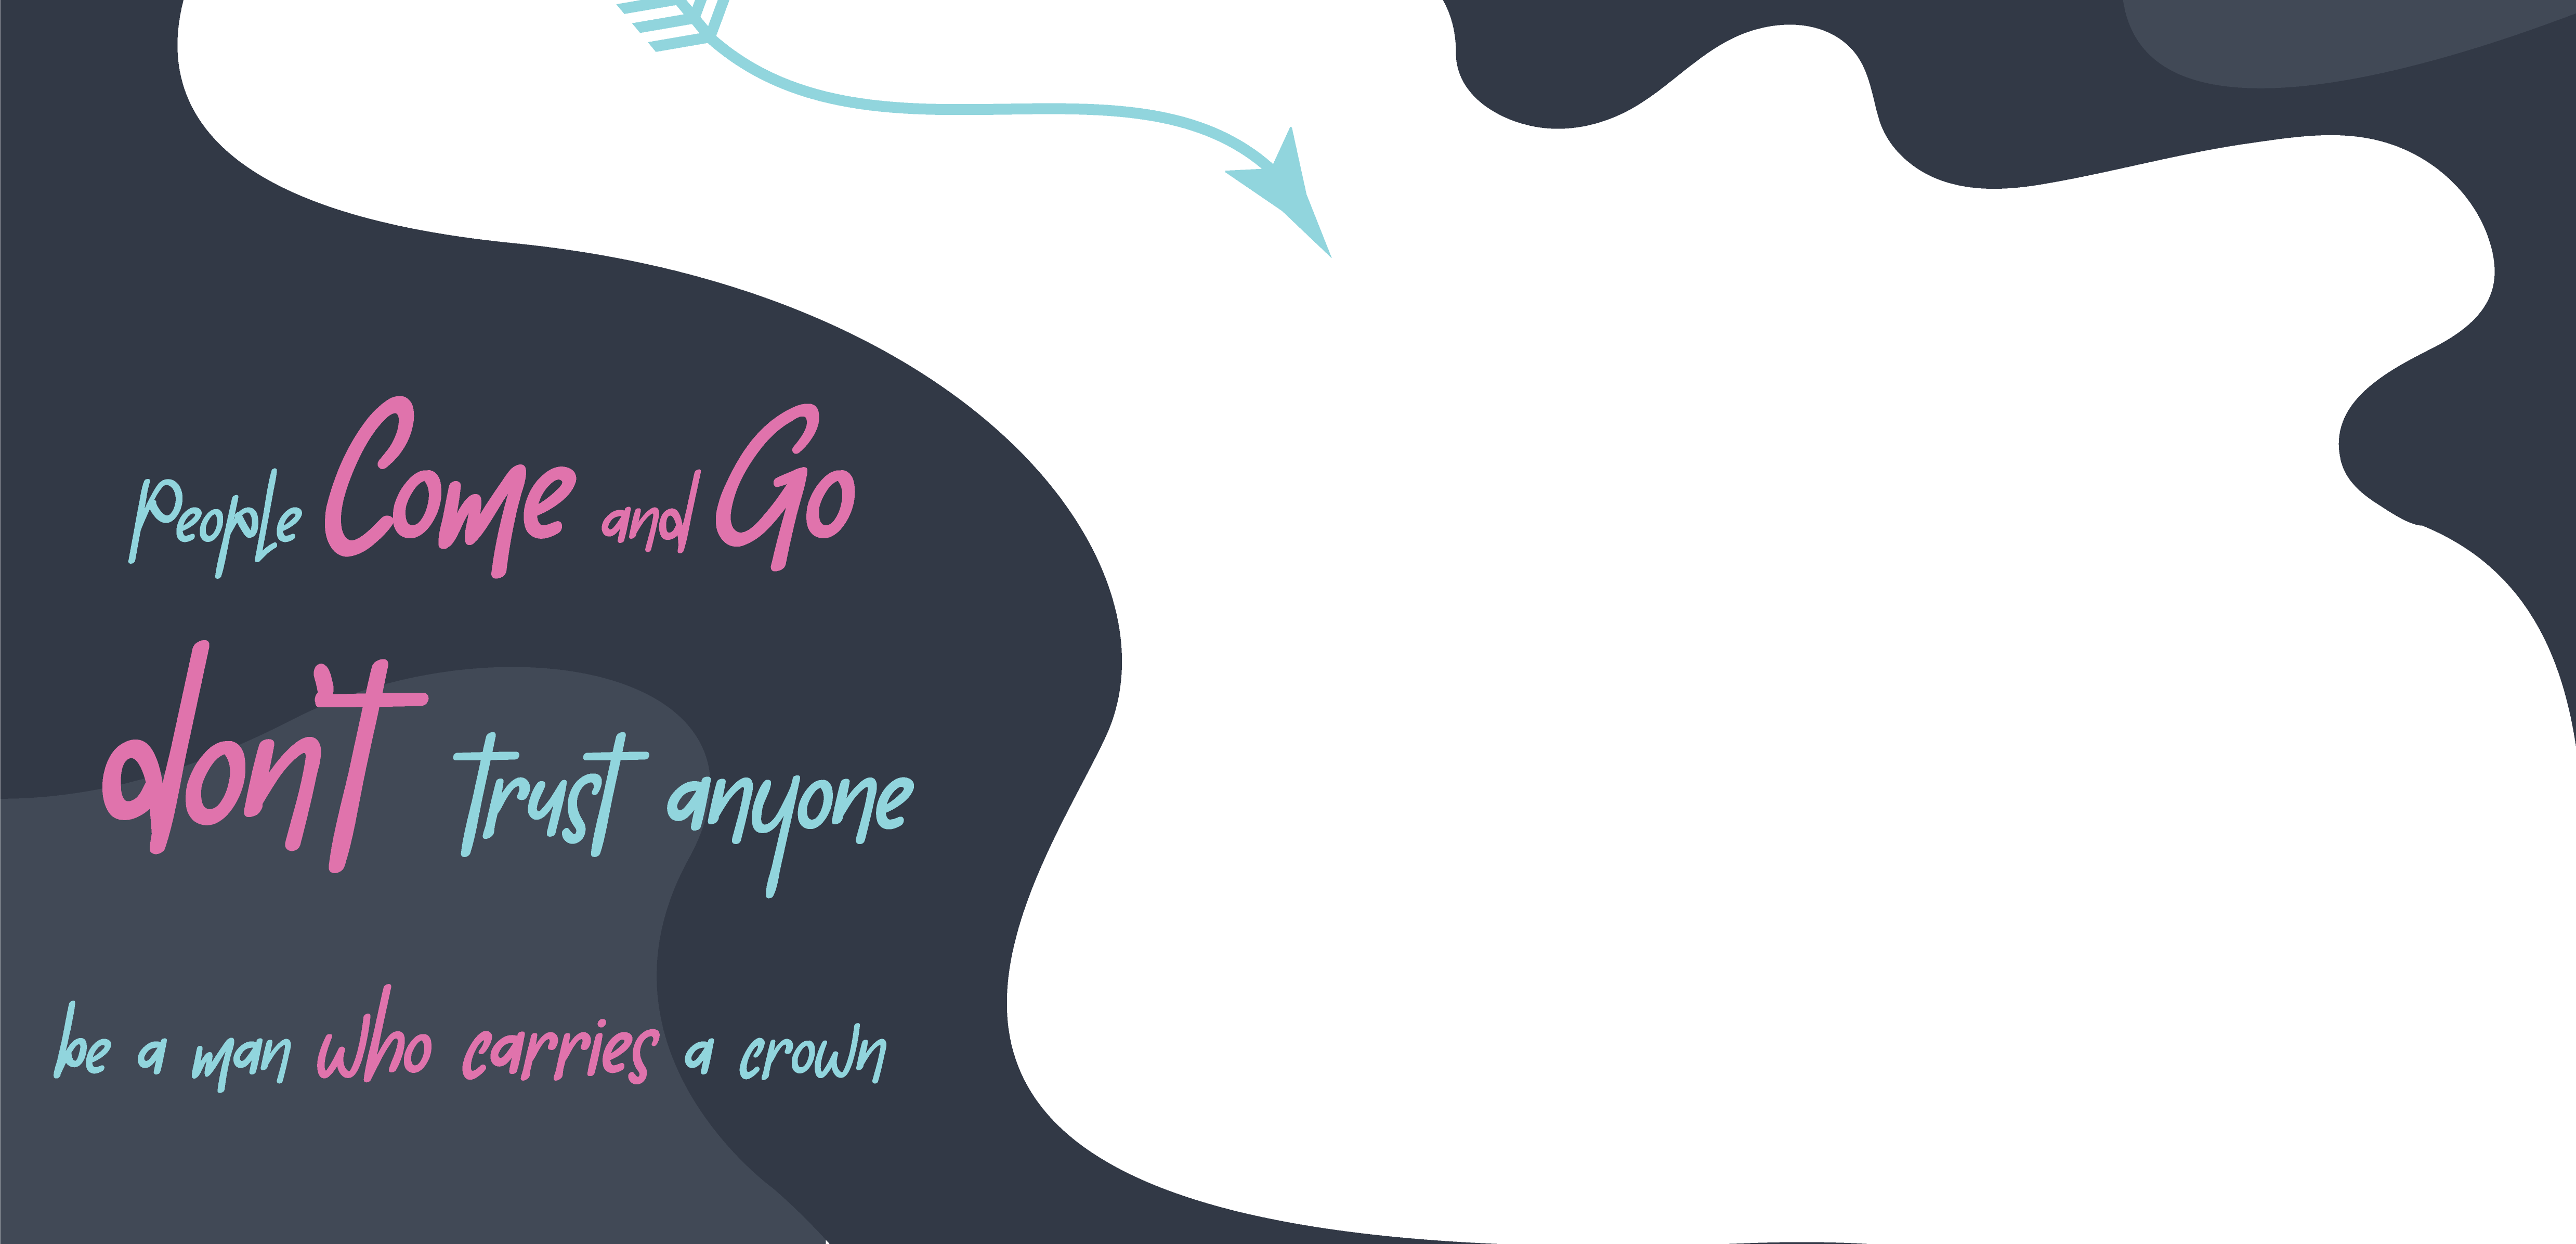 People Come and Go
don't trust anyone
be a man who carries a crown